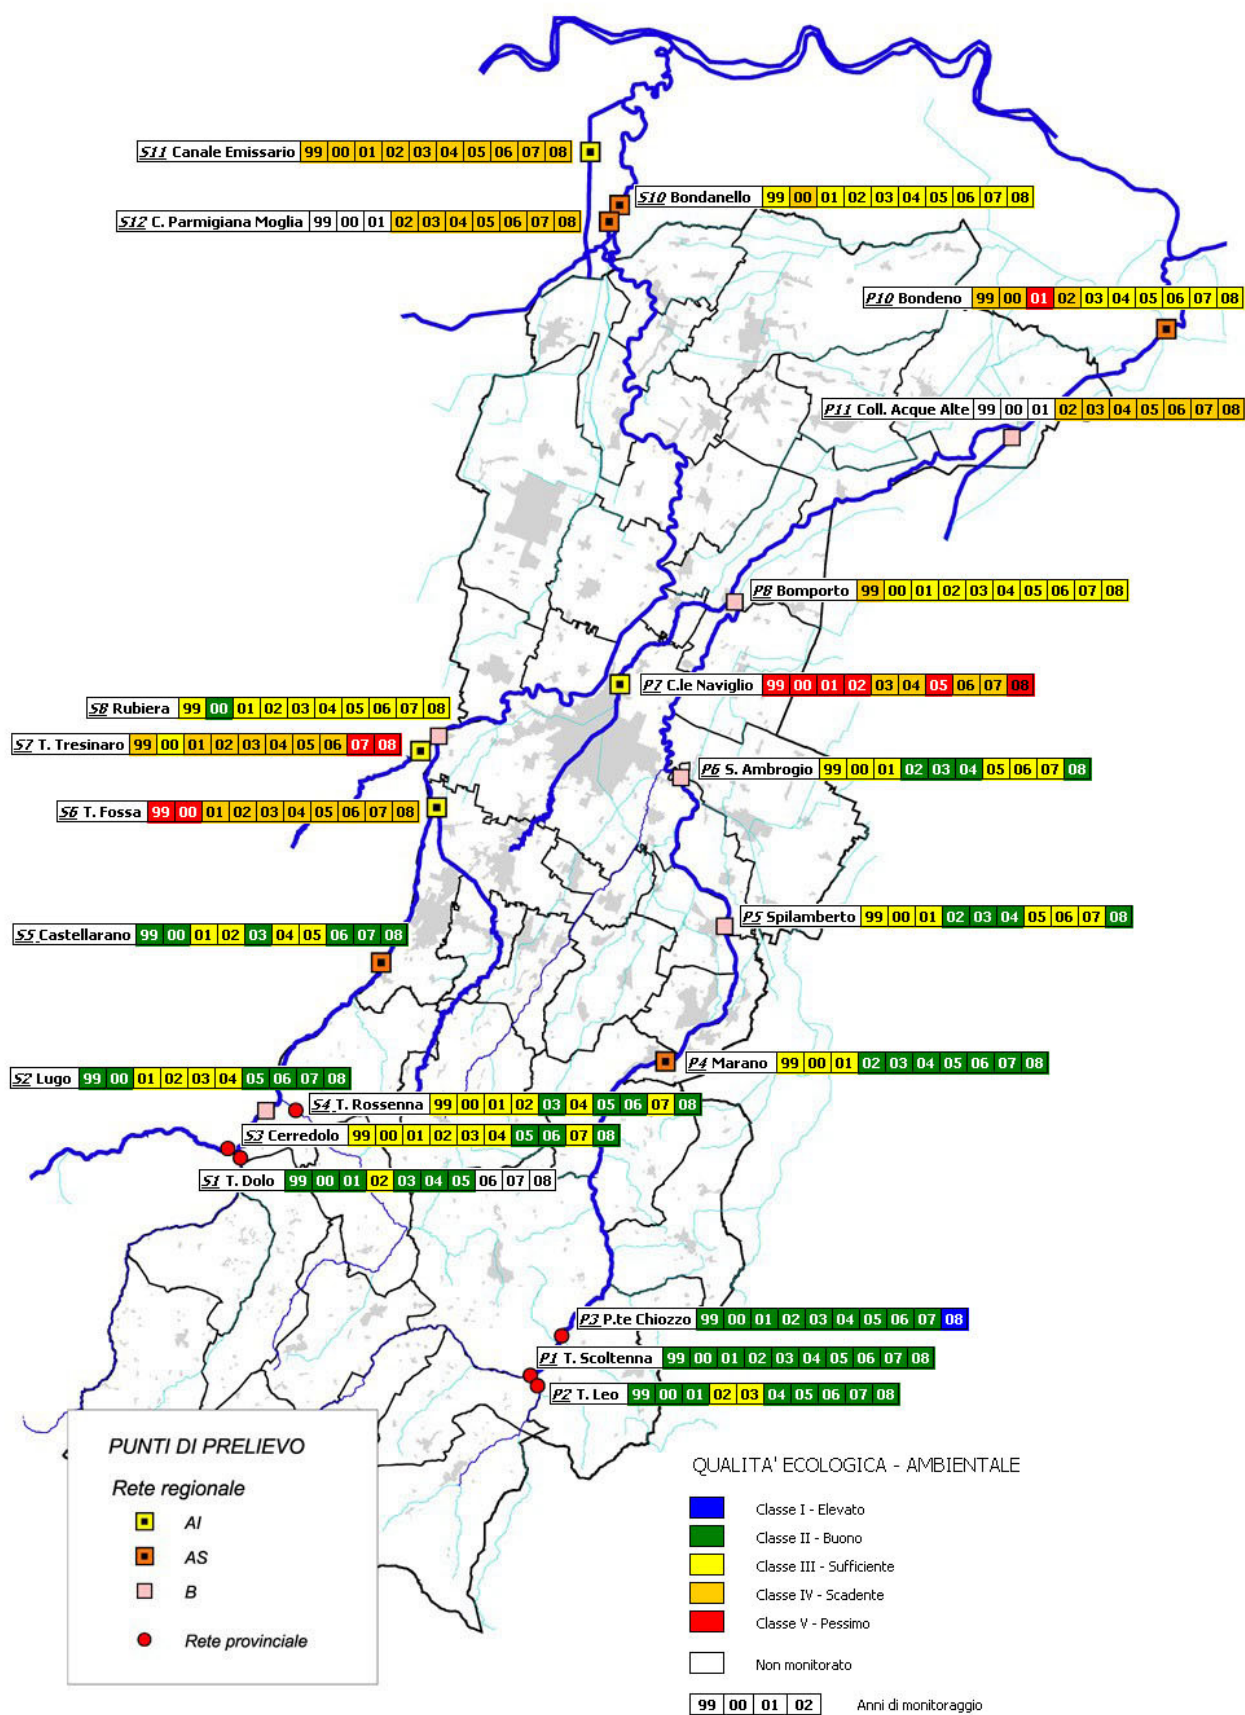 S11 Canale Emissario 99 00 01 02 03 04 05 06 07 08
S10 Bondanello 99 00 01 02 03 04 05 06 07 08
S12 C. Parmigiana Moglia 99 00 01 02 03 04 05 06 07 08
P10 Bondeno 99 00 01 02 03 04 05 06 07 08
P11 Coll. Acque Alte 99 00 01 02 03 04 05 06 07 08
P8 Bomporto 99 00 01 02 03 04 05 06 07 08
P7 C.le Naviglio 99 00 01 02 03 04 05 06 07 08
S8 Rubiera 99 00 01 02 03 04 05 06 07 08
S7 T. Tresinaro 99 00 01 02 03 04 05 06 07 08
P6 S. Ambrogio 99 00 01 02 03 04 05 06 07 08
S6 T. Fossa 99 00 01 02 03 04 05 06 07 08
P5 Spilamberto 99 00 01 02 03 04 05 06 07 08
S5 Castellarano 99 00 01 02 03 04 05 06 07 08
P4 Marano 99 00 01 02 03 04 05 06 07 08
S2 Lugo 99 00 01 02 03 04 05 06 07 08
S4 T. Rossenna 99 00 01 02 03 04 05 06 07 08
S3 Cerredolo 99 00 01 02 03 04 05 06 07 08
S1 T. Dolo 99 00 01 02 03 04 05 06 07 08
P3 P.te Chiozzo 99 00 01 02 03 04 05 06 07 08
P1 T. Scoltenna 99 00 01 02 03 04 05 06 07 08
P2 T. Leo 99 00 01 02 03 04 05 06 07 08
PUNTI DI PRELIEVO
Rete regionale
AI
AS
B
Rete provinciale
QUALITA' ECOLOGICA - AMBIENTALE
Classe I - Elevato
Classe II - Buono
Classe III - Sufficiente
Classe IV - Scadente
Classe V - Pessimo
Non monitorato
99 00 01 02 Anni di monitoraggio